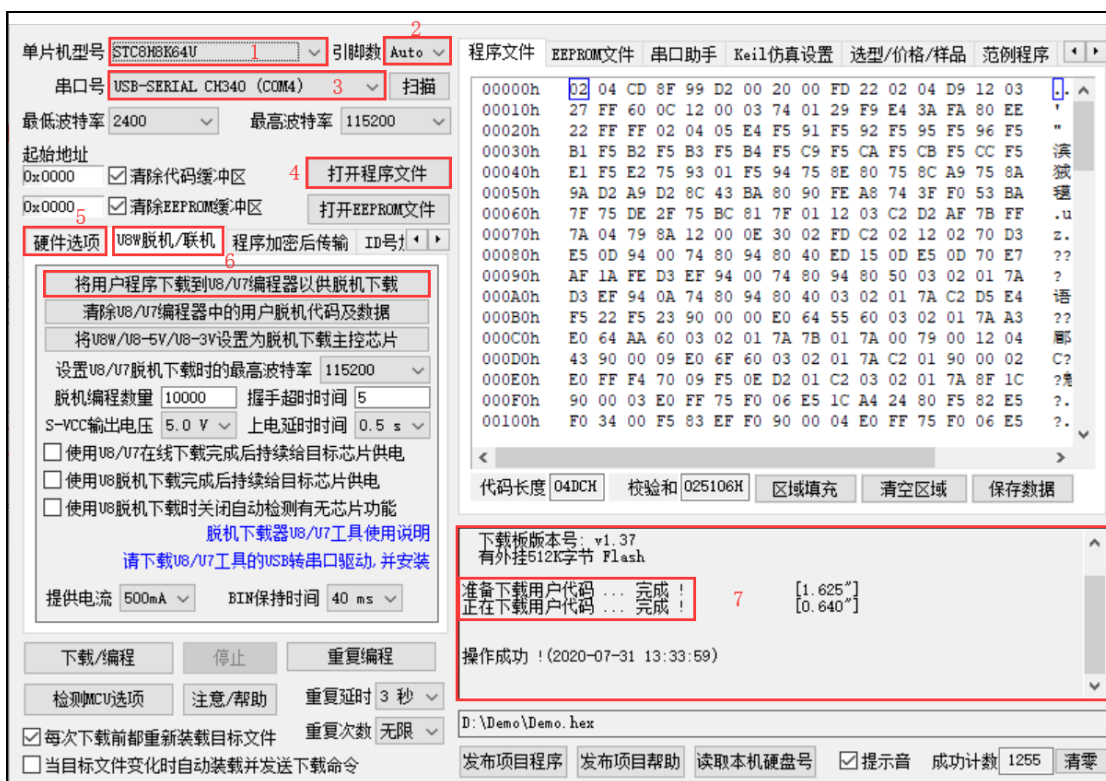 单片机型号 STC8H8K64U 1 引脚数 2 Auto
串口号 USB-SERIAL CH340 (COM4) 3 扫描
最低波特率 2400 最高波特率 115200
起始地址
0x0000 清除代码缓冲区 4 打开程序文件
0x0000 清除EEPROM缓冲区 打开EEPROM文件
5
硬件选项 U8W脱机/联机 程序加密后传输 ID号
6
将用户程序下载到U8/U7编程器以供脱机下载
清除U8/U7编程器中的用户脱机代码及数据
将U8W/U8-5V/U8-3V设置为脱机下载主控芯片
设置U8/U7脱机下载时的最高波特率 115200
脱机编程数量 10000 握手超时时间 5
S-VCC输出电压 5.0 V 上电延时时间 0.5 s
使用U8/U7在线下载完成后持续给目标芯片供电
使用U8脱机下载完成后持续给目标芯片供电
使用U8脱机下载时关闭自动检测有无芯片功能
脱机下载器U8/U7工具使用说明
请下载U8/U7工具的USB转串口驱动,并安装
提供电流 500mA BIN保持时间 40 ms
下载/编程 停止 重复编程
检测MCU选项 注意/帮助 重复延时 3 秒
重复次数 无限
每次下载前都重新装载目标文件
当目标文件变化时自动装载并发送下载命令
程序文件 EEPROM文件 串口助手 Keil仿真设置 选型/价格/样品 范例程序
00000h 02 04 CD 8F 99 D2 00 20 00 FD 22 02 04 D9 12 03 ..
00010h 27 FF 60 0C 12 00 03 74 01 29 F9 E4 3A FA 80 EE '
00020h 22 FF FF 02 04 05 E4 F5 91 F5 92 F5 95 F5 96 F5 "
00030h B1 F5 B2 F5 B3 F5 B4 F5 C9 F5 CA F5 CB F5 CC F5 滨
00040h E1 F5 E2 75 93 01 F5 94 75 8E 80 75 8C A9 75 8A
00050h 9A D2 A9 D2 8C 43 BA 80 90 FE A8 74 3F F0 53 BA
00060h 7F 75 DE 2F 75 BC 81 7F 01 12 03 C2 D2 AF 7B FF .u
00070h 7A 04 79 8A 12 00 0E 30 02 FD C2 02 12 02 70 D3 z.
00080h E5 0D 94 00 74 80 94 80 40 ED 15 0D E5 0D 70 E7 ??
00090h AF 1A FE D3 EF 94 00 74 80 94 80 50 03 02 01 7A ?
000A0h D3 EF 94 0A 74 80 94 80 40 03 02 01 7A C2 D5 E4 语
000B0h F5 22 F5 23 90 00 00 E0 64 55 60 03 02 01 7A A3 ??
000C0h E0 64 AA 60 03 02 01 7A 7B 01 7A 00 79 00 12 04
000D0h 43 90 00 09 E0 6F 60 03 02 01 7A C2 01 90 00 02 C?
000E0h E0 FF F4 70 09 F5 0E D2 01 C2 03 02 01 7A 8F 1C
000F0h 90 00 03 E0 FF 75 F0 06 E5 1C A4 24 80 F5 82 E5 ?.
00100h F0 34 00 F5 83 EF F0 90 00 04 E0 FF 75 F0 06 E5 ?.
代码长度 04DCH 校验和 025106H 区域填充 清空区域 保存数据
下载板版本号: v1.37
有外挂512K字节 Flash
准备下载用户代码 ... 完成 ! [1.625"]
正在下载用户代码 ... 完成 ! [0.640"]
7
操作成功 !(2020-07-31 13:33:59)
D:\Demo\Demo.hex
发布项目程序 发布项目帮助 读取本机硬盘号 提示音 成功计数 1255 清零